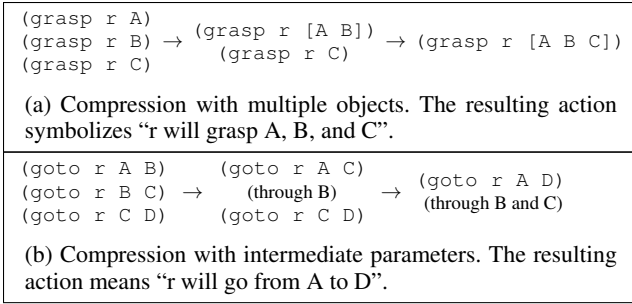 (grasp r A)
(grasp r B) → (grasp r [A B]) → (grasp r [A B C])
(grasp r C) (grasp r C)
(a) Compression with multiple objects. The resulting action
symbolizes “r will grasp A, B, and C”.
(goto r A B) (goto r A C)
(goto r B C) → (through B) → (goto r A D)
(goto r C D) (goto r C D) (through B and C)
(b) Compression with intermediate parameters. The resulting
action means “r will go from A to D”.